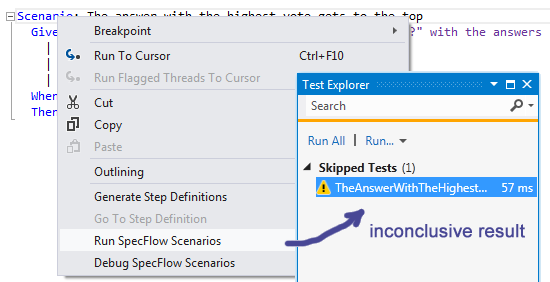 Scenario: The answer with the highest vote gets to the top
Breakpoint
Give ?" with the answers
Run To Cursor Ctrl+F10
Run Flagged Threads To Cursor
When
Then
Cut
Copy
Paste
Outlining
Generate Step Definitions
Go To Step Definition
Run SpecFlow Scenarios
Debug SpecFlow Scenarios
Test Explorer
Search
Run All | Run...
Skipped Tests (1)
TheAnswerWithTheHighest... 57 ms
inconclusive result